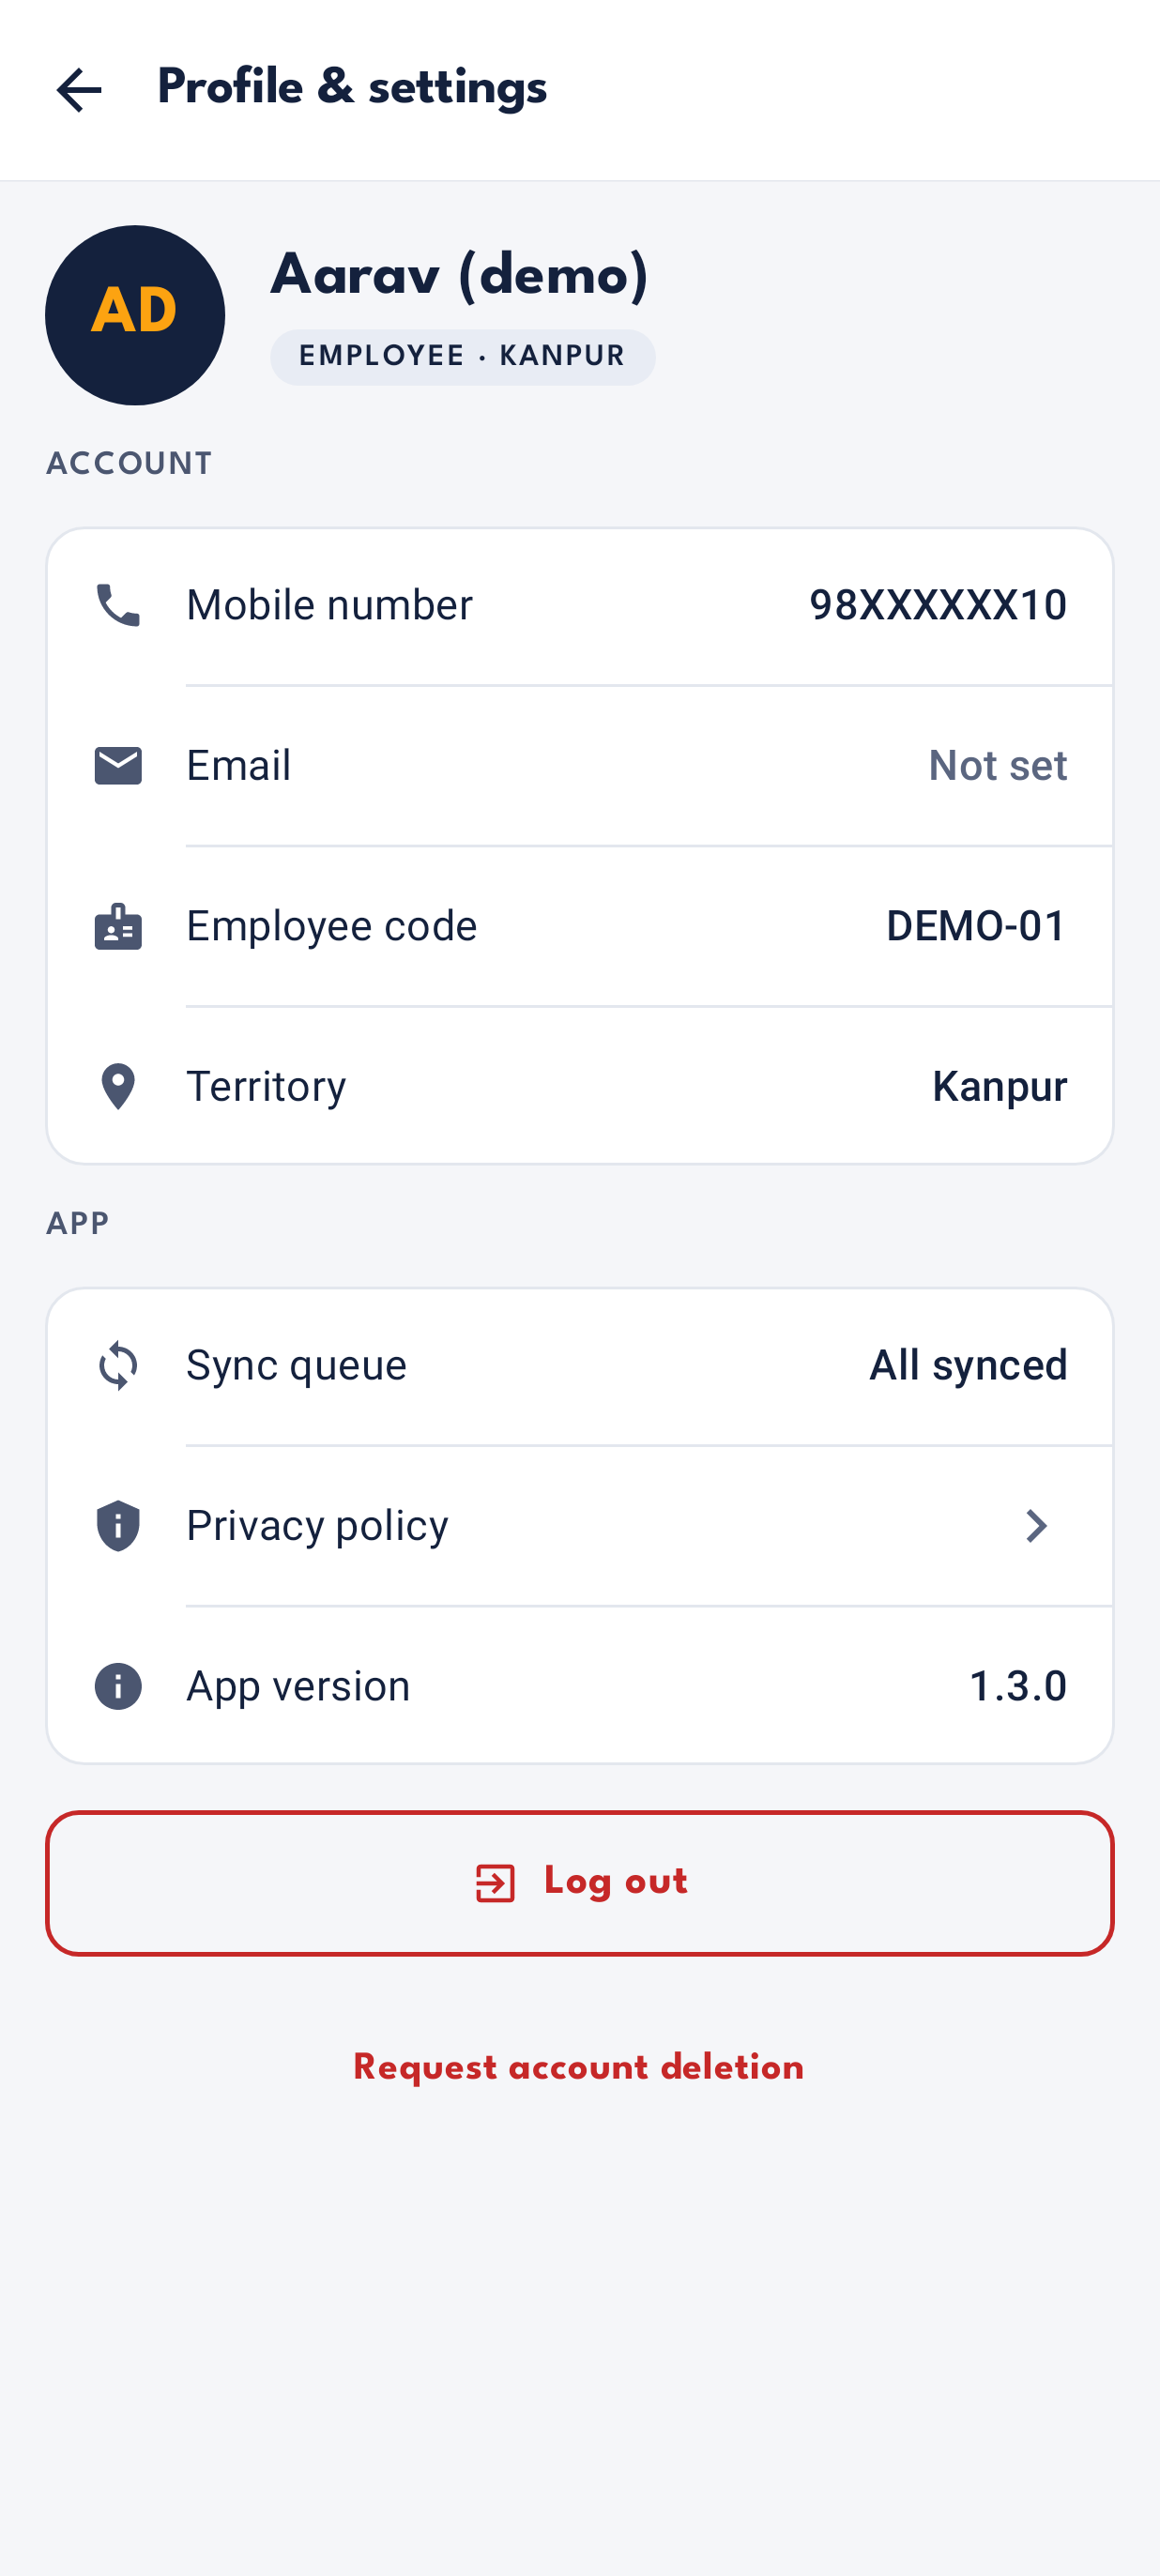 Profile & settings
AD
Aarav (demo)
EMPLOYEE · KANPUR
ACCOUNT
Mobile number 98XXXXXX10
Email Not set
Employee code DEMO-01
Territory Kanpur
APP
Sync queue All synced
Privacy policy
App version 1.3.0
Log out
Request account deletion